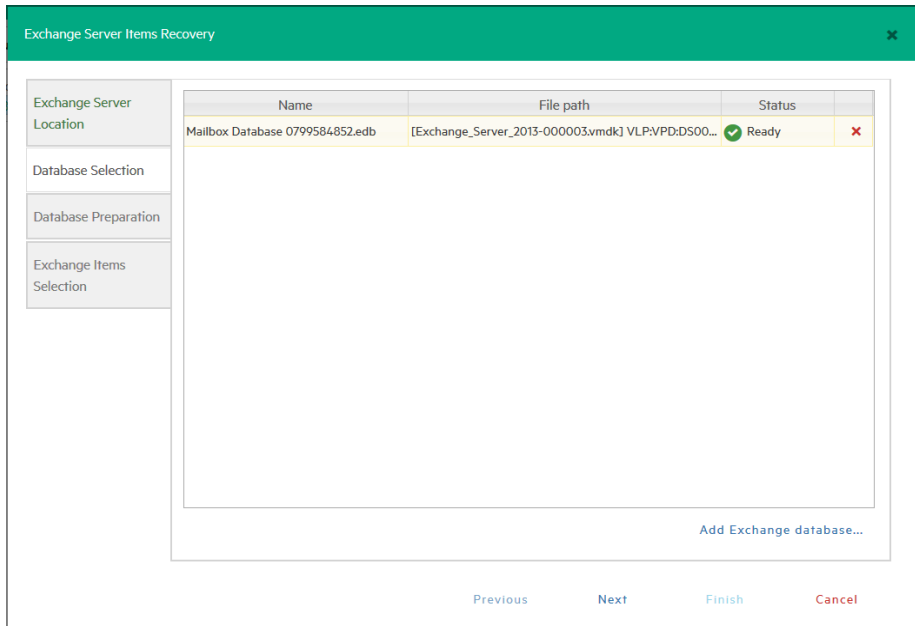 Exchange Server Items Recovery
Exchange Server
Location
Database Selection
Database Preparation
Exchange Items
Selection
Name File path Status
Mailbox Database 0799584852.edb [Exchange_Server_2013-000003.vmdk] VLP:VPD:DS00... Ready
Add Exchange database...
Previous Next Finish Cancel